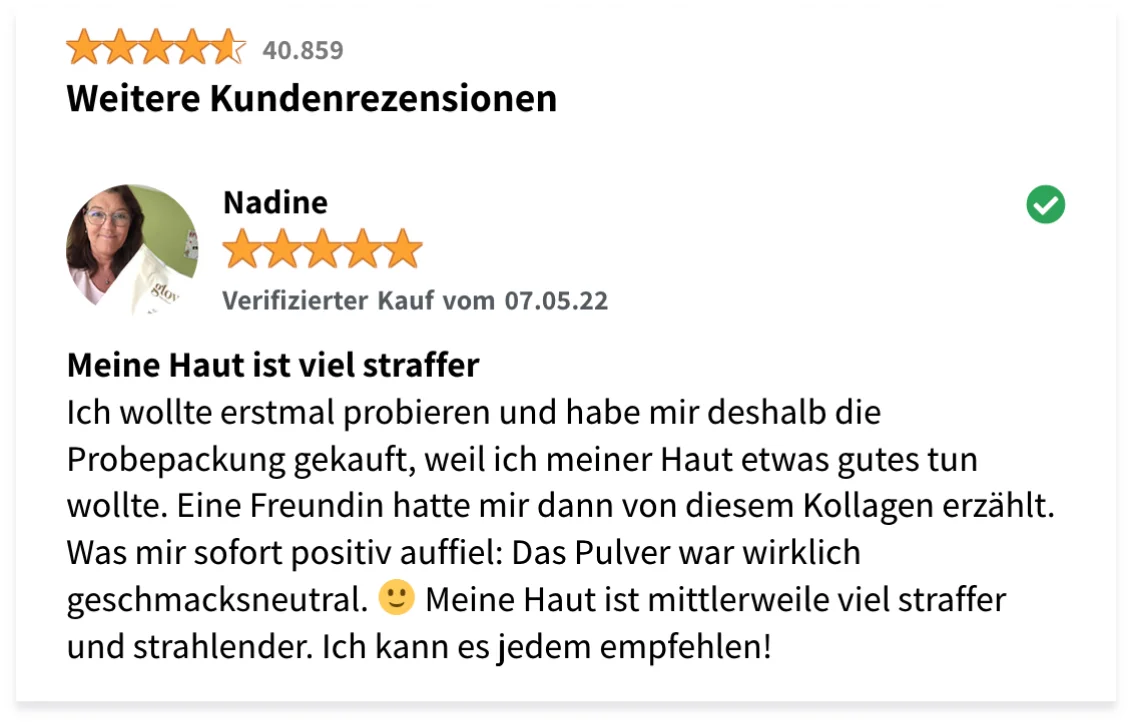 40.859
Weitere Kundenrezensionen
Nadine
Verifizierter Kauf vom 07.05.22
glow
Meine Haut ist viel straffer
Ich wollte erstmal probieren und habe mir deshalb die
Probepackung gekauft, weil ich meiner Haut etwas gutes tun
wollte. Eine Freundin hatte mir dann von diesem Kollagen erzählt.
Was mir sofort positiv auffiel: Das Pulver war wirklich
geschmacksneutral. 🙂 Meine Haut ist mittlerweile viel straffer
und strahlender. Ich kann es jedem empfehlen!